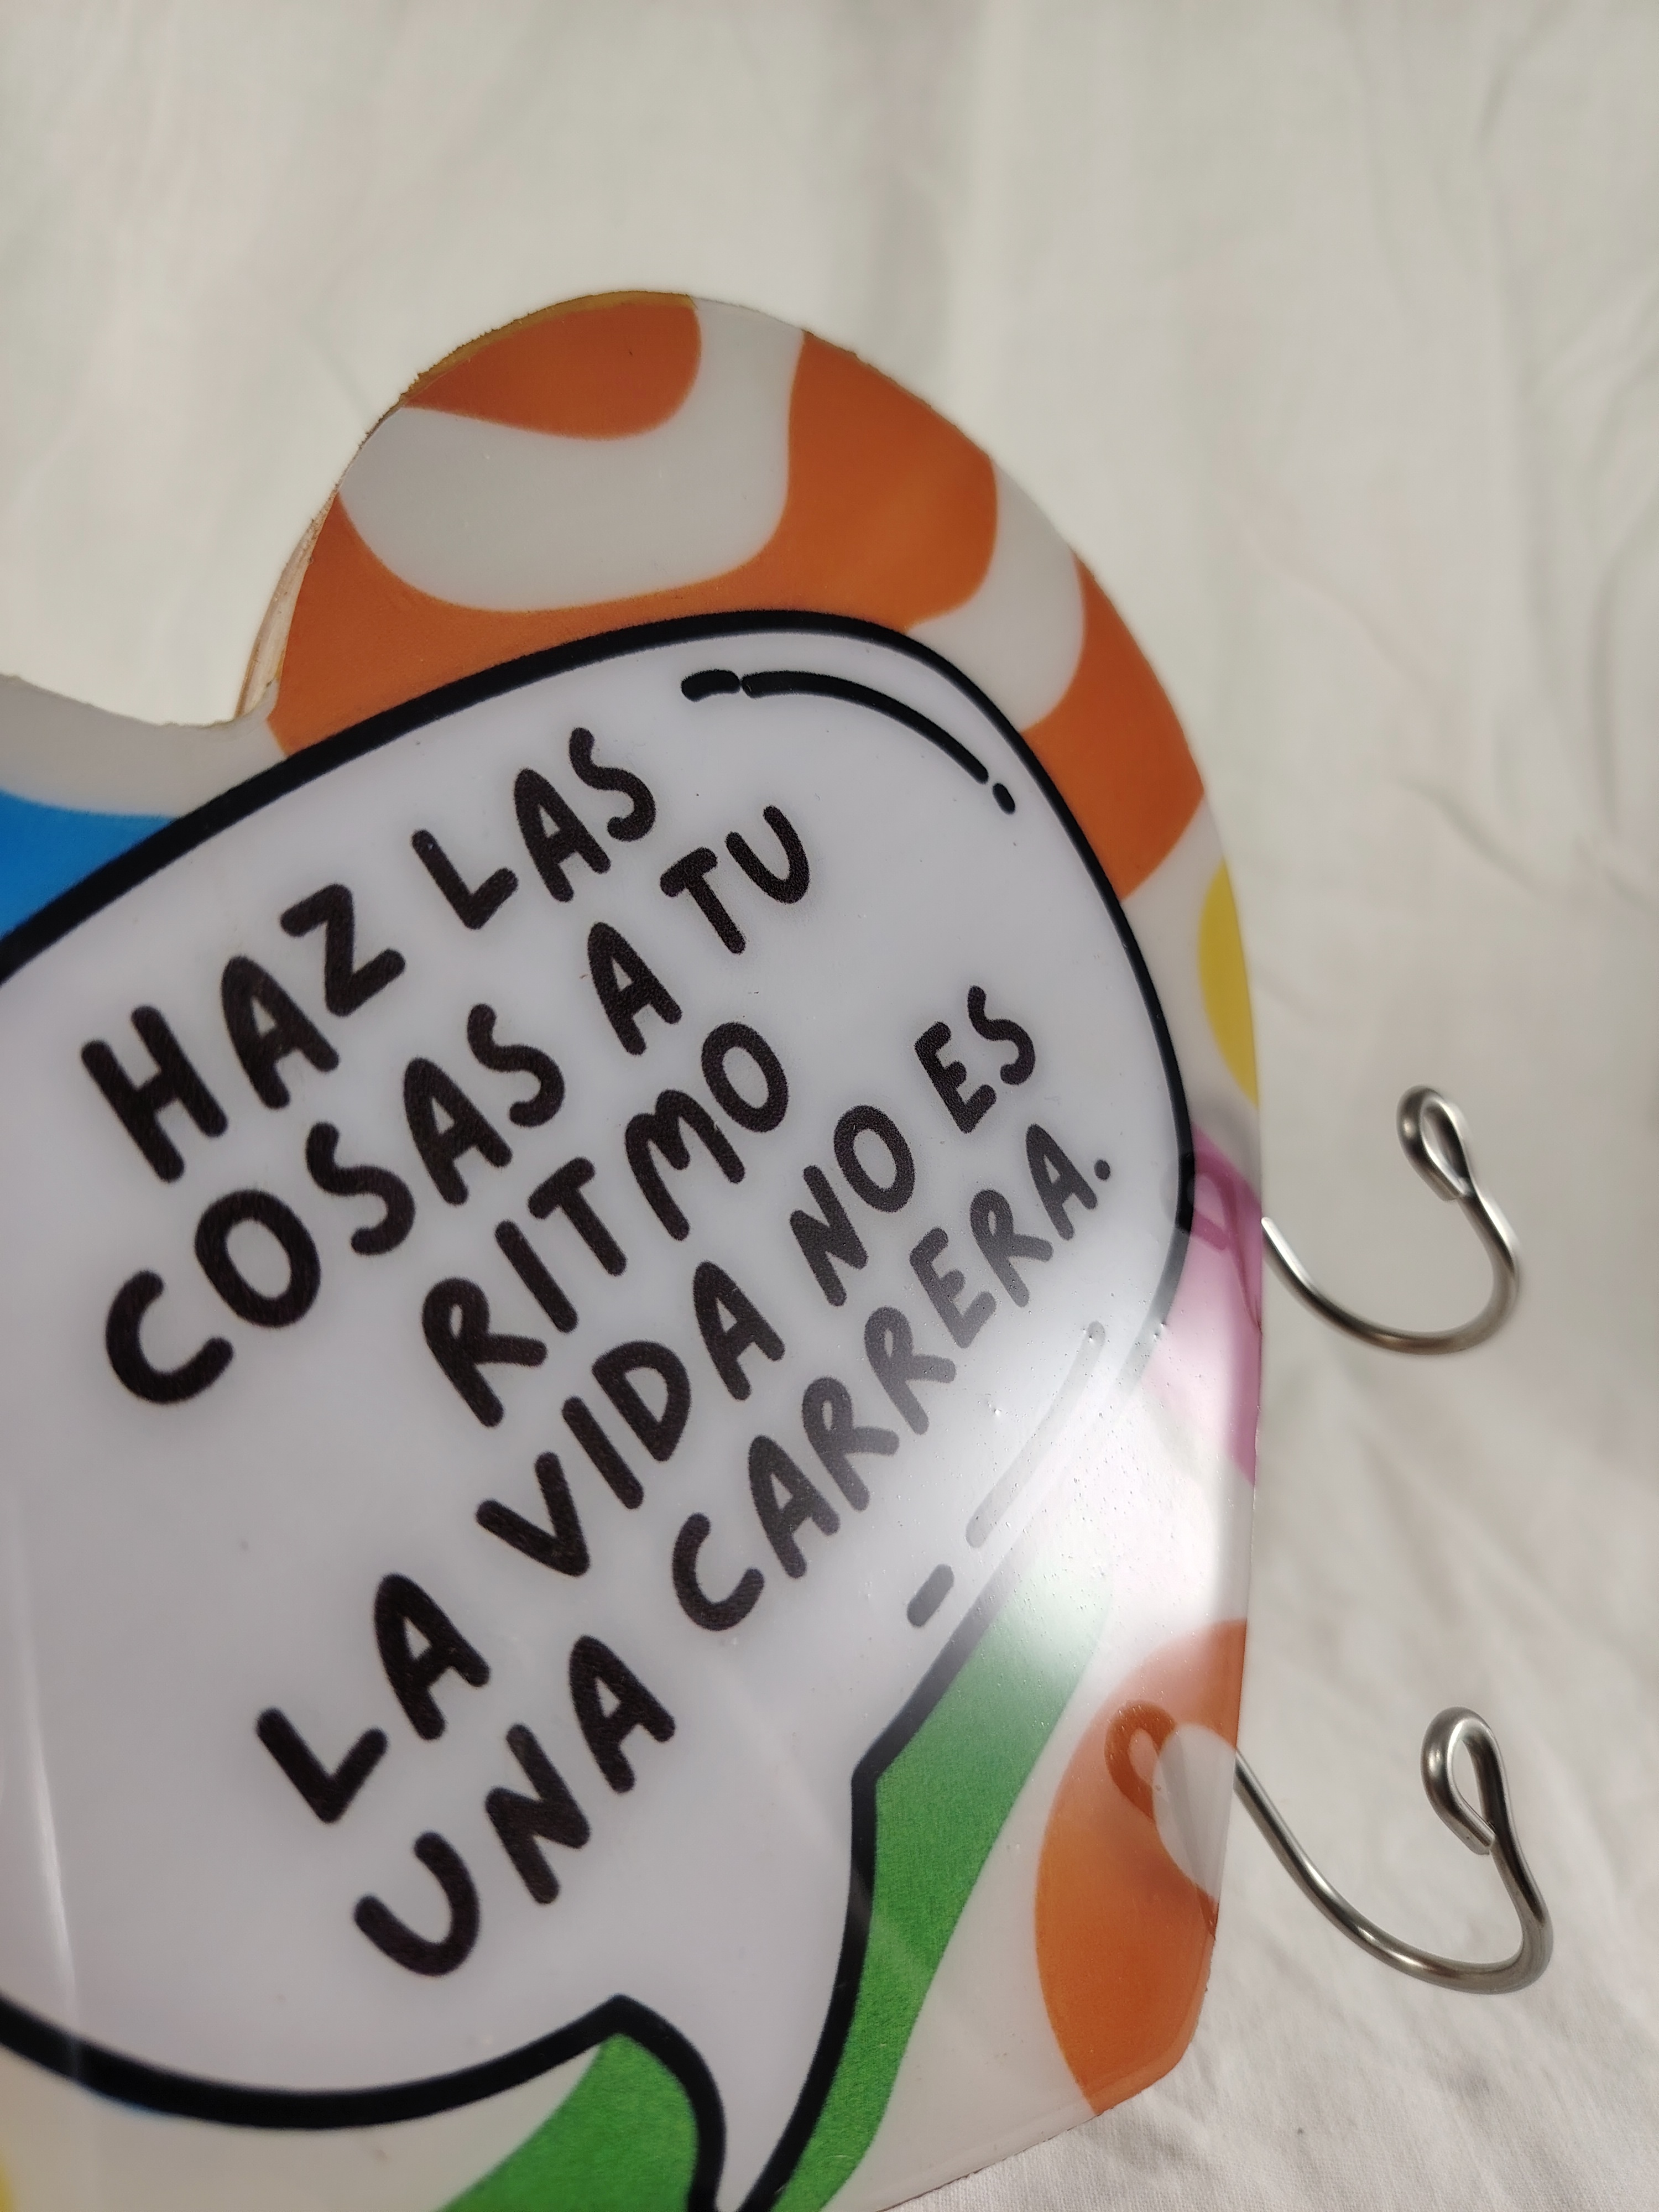 HAZ LAS
COSAS A TU
RITMO
LA VIDA NO ES
UNA CARRERA.